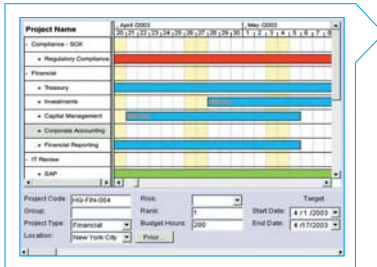 Project Name
April /2003
May /2003
20 21 22 23 24 25 26 27 28 29 30 1 2 3 4 5 6 7 8
- Compliance - SOX
+ Regulatory Compliance
- Financial
+ Treasury
+ Investments
+ Capital Management
+ Corporate Accounting
+ Financial Reporting
- IT Review
+ SAP
Project Code: HQ-FIN-004 Risk: Target
Group: Rank: 1 Start Date: 4 /1 /2003
Project Type: Financial Budget Hours: 200 End Date: 4 /17/2003
Location: New York City Prior...